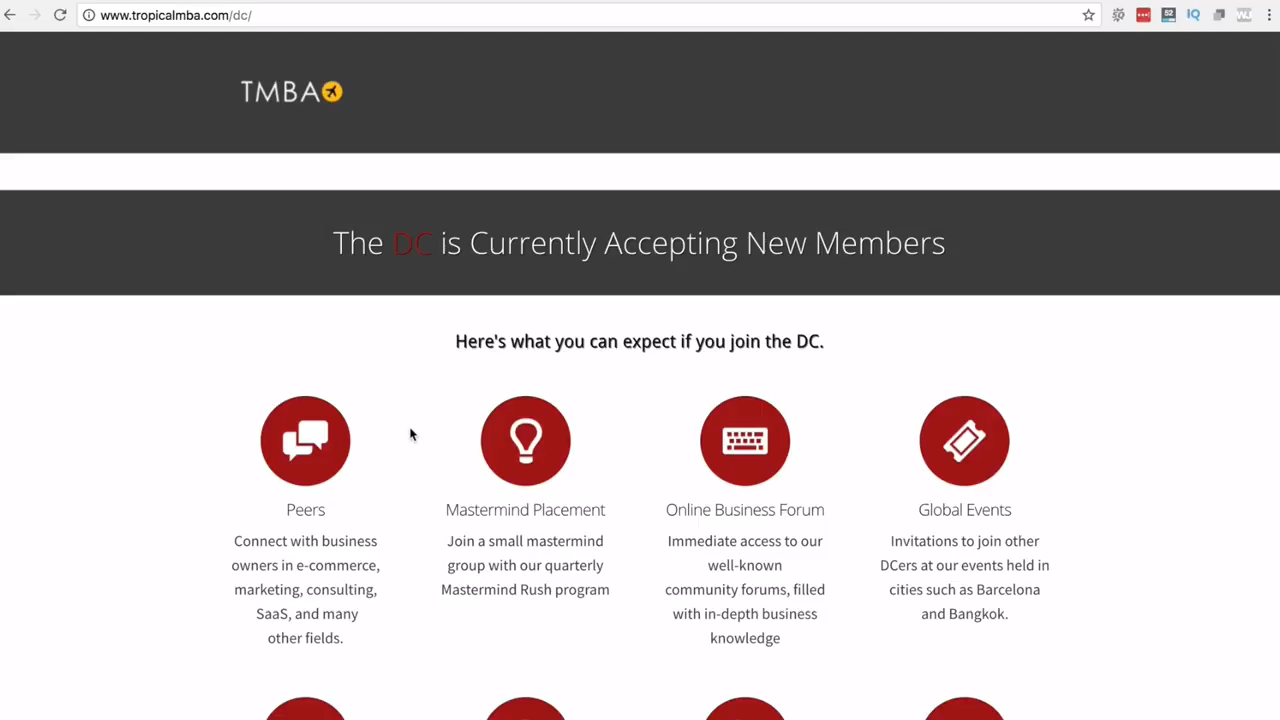 www.tropicalmba.com/dc/
52
IQ
TMBA
The DC is Currently Accepting New Members
Here's what you can expect if you join the DC.
Peers
Connect with business
owners in e-commerce,
marketing, consulting,
SaaS, and many
other fields.
Mastermind Placement
Join a small mastermind
group with our quarterly
Mastermind Rush program
Online Business Forum
Immediate access to our
well-known
community forums, filled
with in-depth business
knowledge
Global Events
Invitations to join other
DCers at our events held in
cities such as Barcelona
and Bangkok.